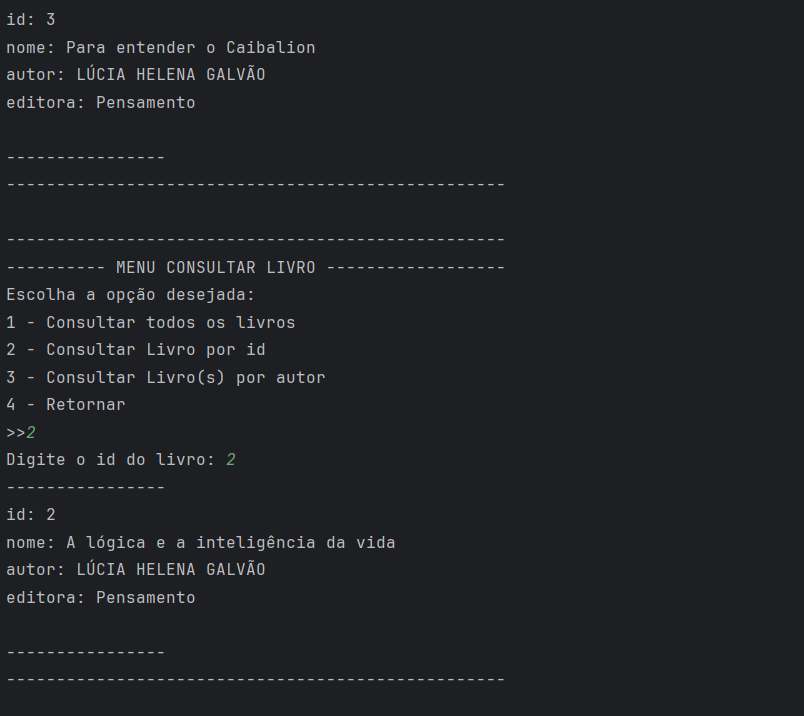 id: 3
nome: Para entender o Caibalion
autor: LÚCIA HELENA GALVÃO
editora: Pensamento
----------------
--------------------------------------------------
--------------------------------------------------
---------- MENU CONSULTAR LIVRO ------------------
Escolha a opção desejada:
1 - Consultar todos os livros
2 - Consultar Livro por id
3 - Consultar Livro(s) por autor
4 - Retornar
>>2
Digite o id do livro: 2
----------------
id: 2
nome: A lógica e a inteligência da vida
autor: LÚCIA HELENA GALVÃO
editora: Pensamento
----------------
--------------------------------------------------